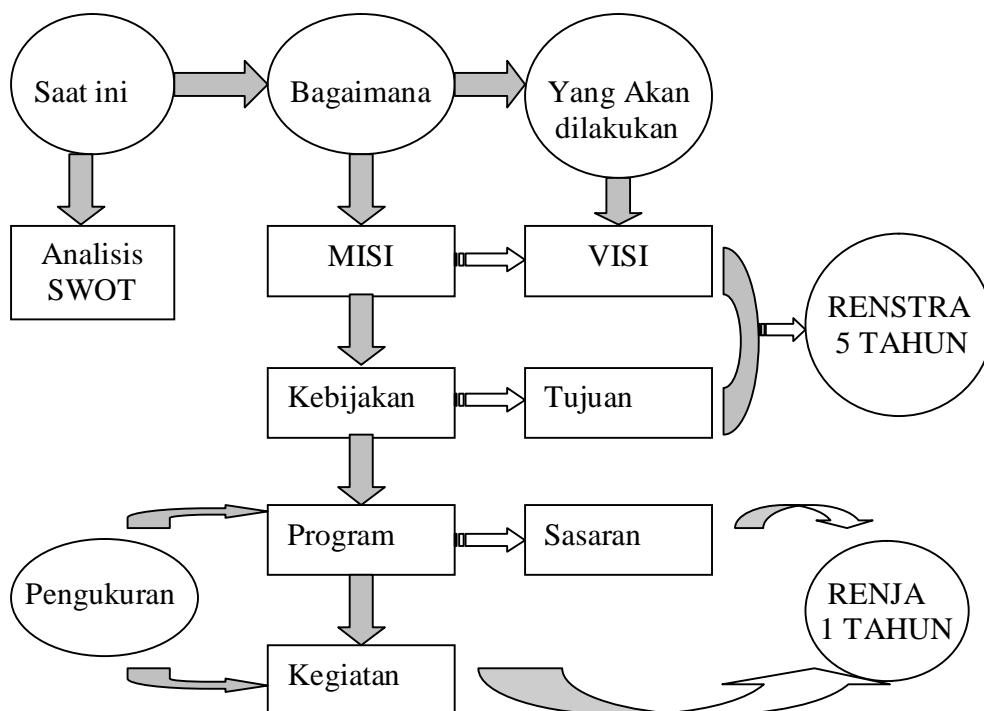 Saat ini
Bagaimana
Yang Akan
dilakukan
Analisis
SWOT
MISI
VISI
RENSTRA
5 TAHUN
Kebijakan
Tujuan
Program
Sasaran
Pengukuran
RENJA
1 TAHUN
Kegiatan